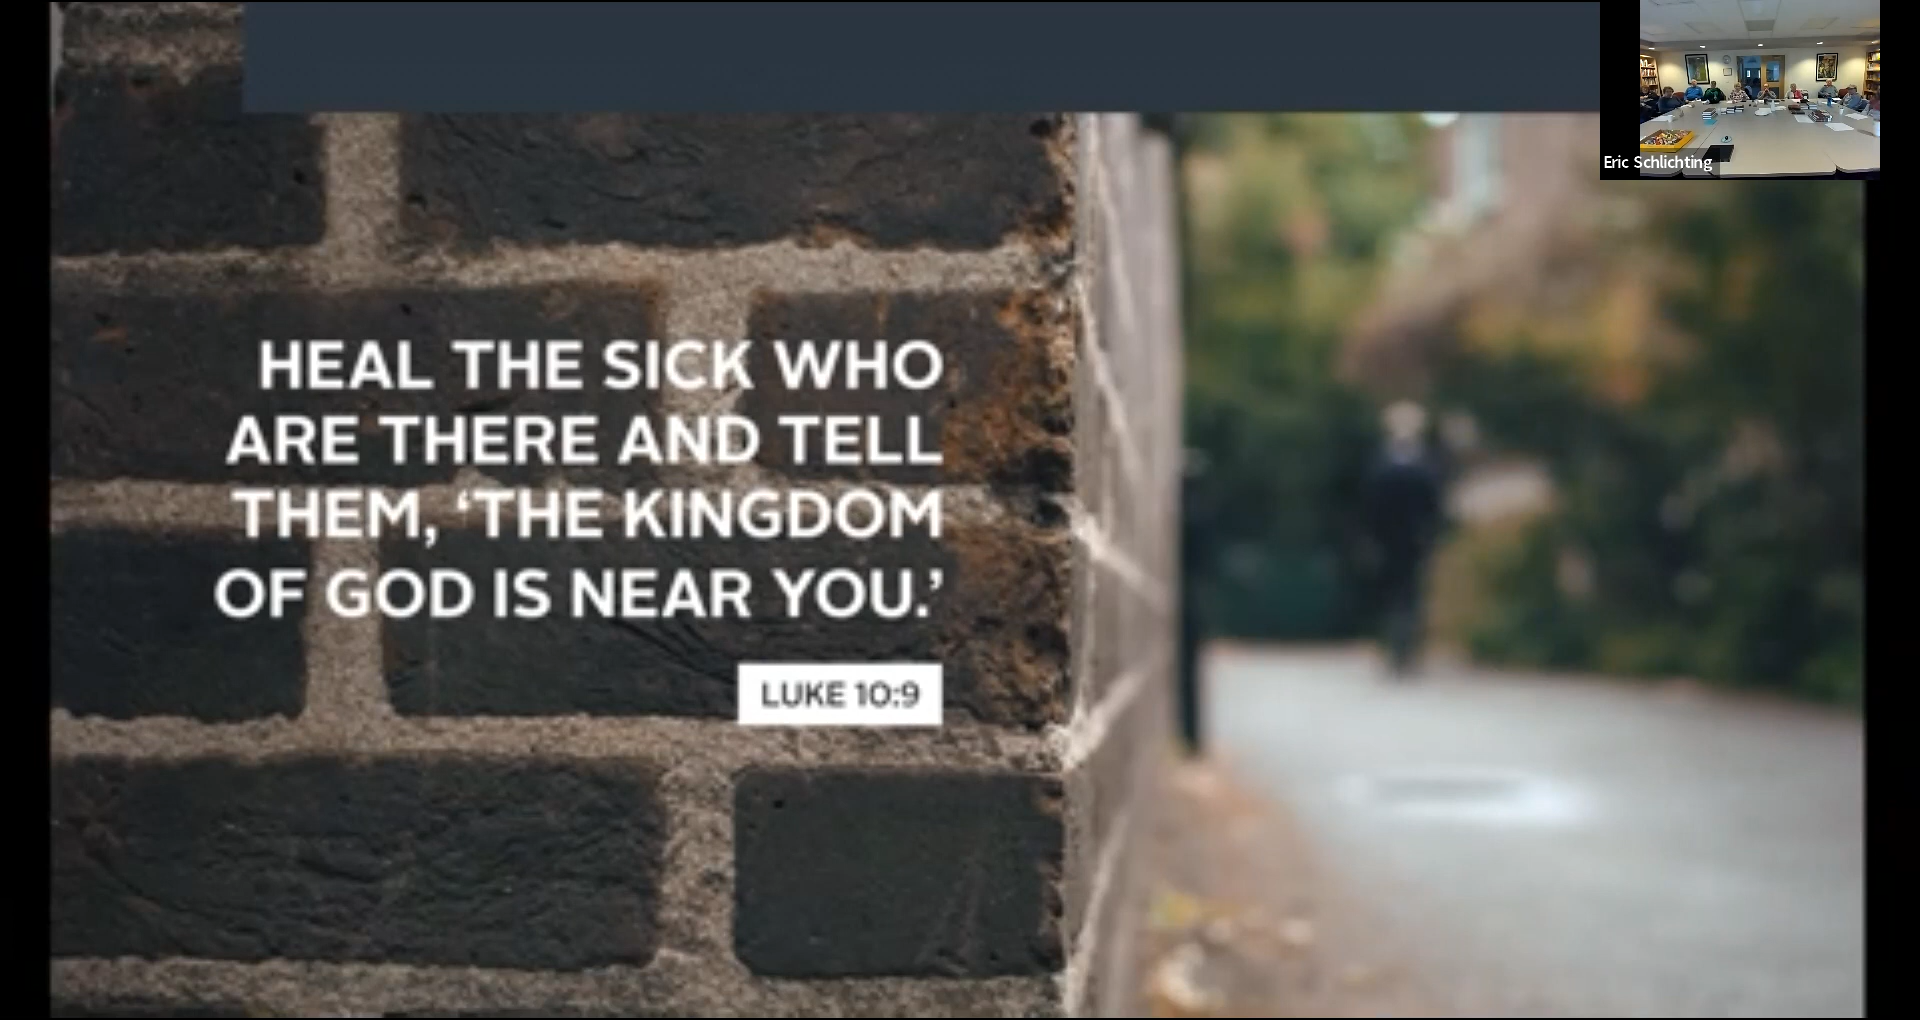 Eric Schlichting
HEAL THE SICK WHO
ARE THERE AND TELL
THEM, ‘THE KINGDOM
OF GOD IS NEAR YOU.’
LUKE 10:9